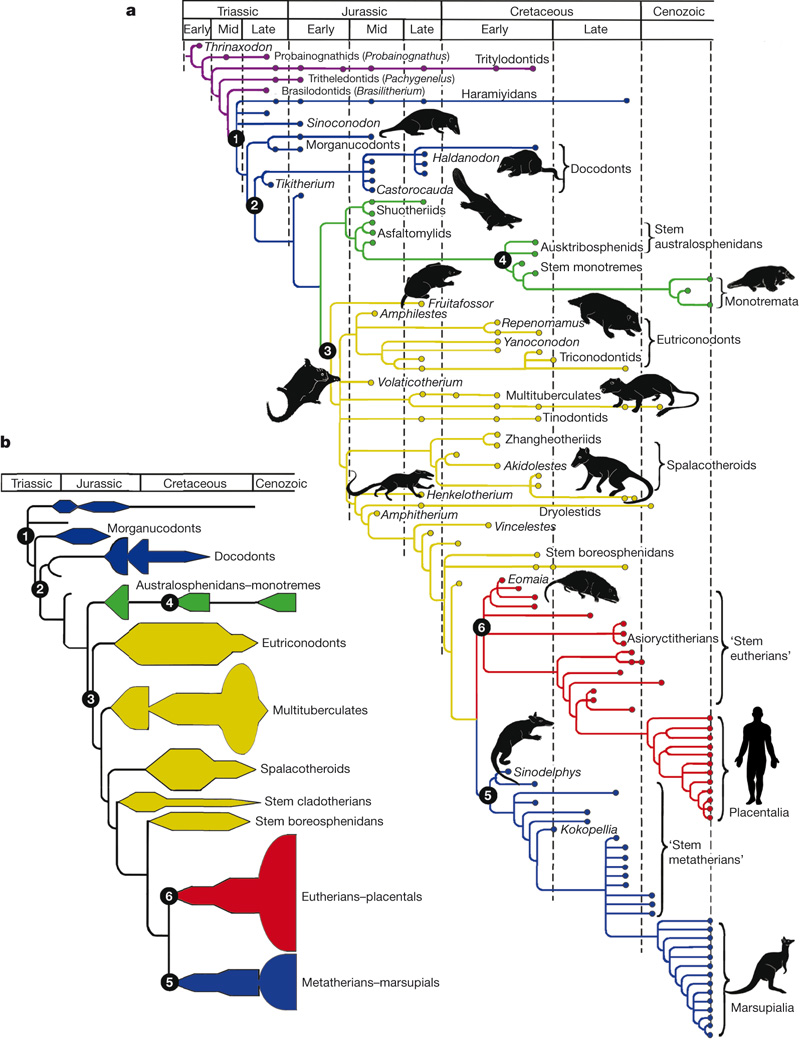 a
Triassic Jurassic Cretaceous Cenozoic
Early Mid Late Early Mid Late Early Late
Thrinaxodon
Probainognathids (Probainognathus)
Tritylodontids
Tritheledontids (Pachygenelus)
Brasilodontids (Brasilitherium)
Haramiyidans
Sinoconodon
1
Morganucodonts
Haldanodon
Docodonts
Tikitherium
Castorocauda
2
Shuotheriids
Asfaltomylids
Stem
australosphenidans
Ausktribosphenids
4
Stem monotremes
Monotremata
Fruitafossor
Amphilestes
Repenomamus
Eutriconodonts
Yanoconodon
3
Triconodontids
Volaticotherium
Multituberculates
Tinodontids
Zhangheotheriids
Akidolestes
Spalacotheroids
Henkelotherium
Dryolestids
Amphitherium
Vincelestes
Stem boreosphenidans
Eomaia
6
Asioryctitherians
'Stem
eutherians'
Placentalia
Sinodelphys
5
Kokopellia
'Stem
metatherians'
Marsupialia
b
Triassic Jurassic Cretaceous Cenozoic
1
Morganucodonts
Docodonts
2
Australosphenidans–monotremes
4
Eutriconodonts
3
Multituberculates
Spalacotheroids
Stem cladotherians
Stem boreosphenidans
6
Eutherians–placentals
5
Metatherians–marsupials